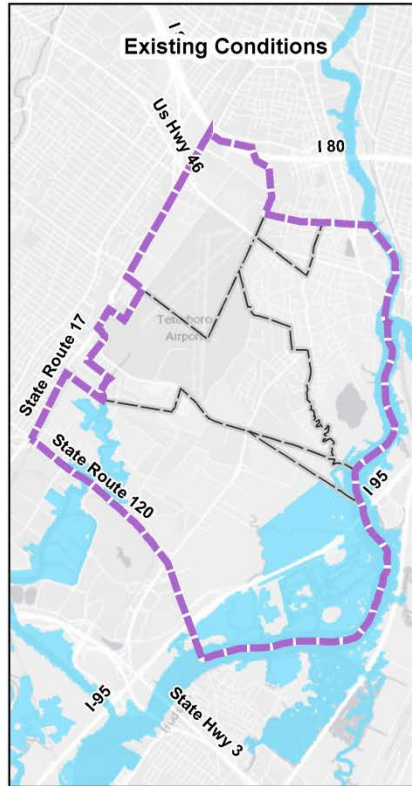 Existing Conditions
Us Hwy 46
I 80
Teterboro
Airport
State Route 17
State Route 120
I 95
I-95
State Hwy 3